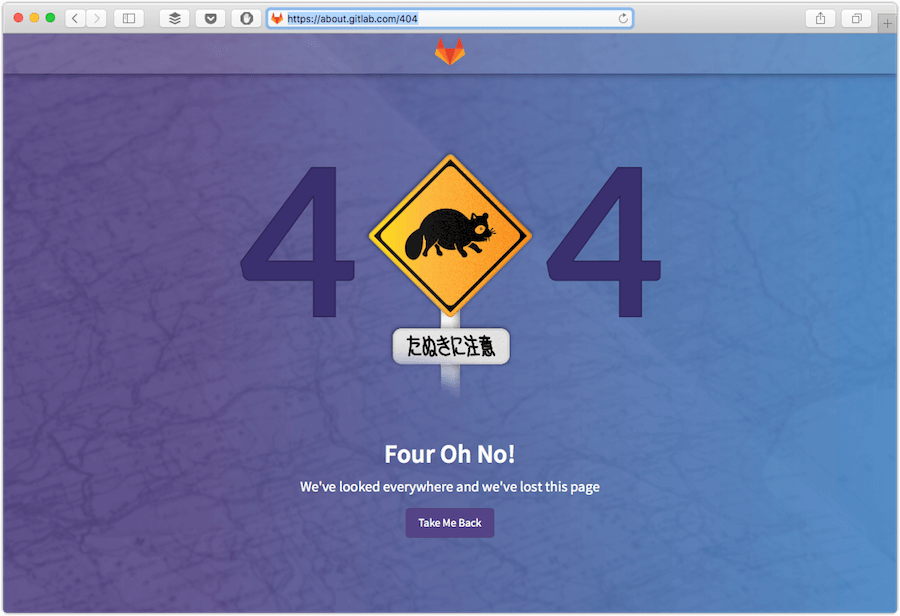 https://about.gitlab.com/404
4 4
たぬきに注意
Four Oh No!
We've looked everywhere and we've lost this page
Take Me Back